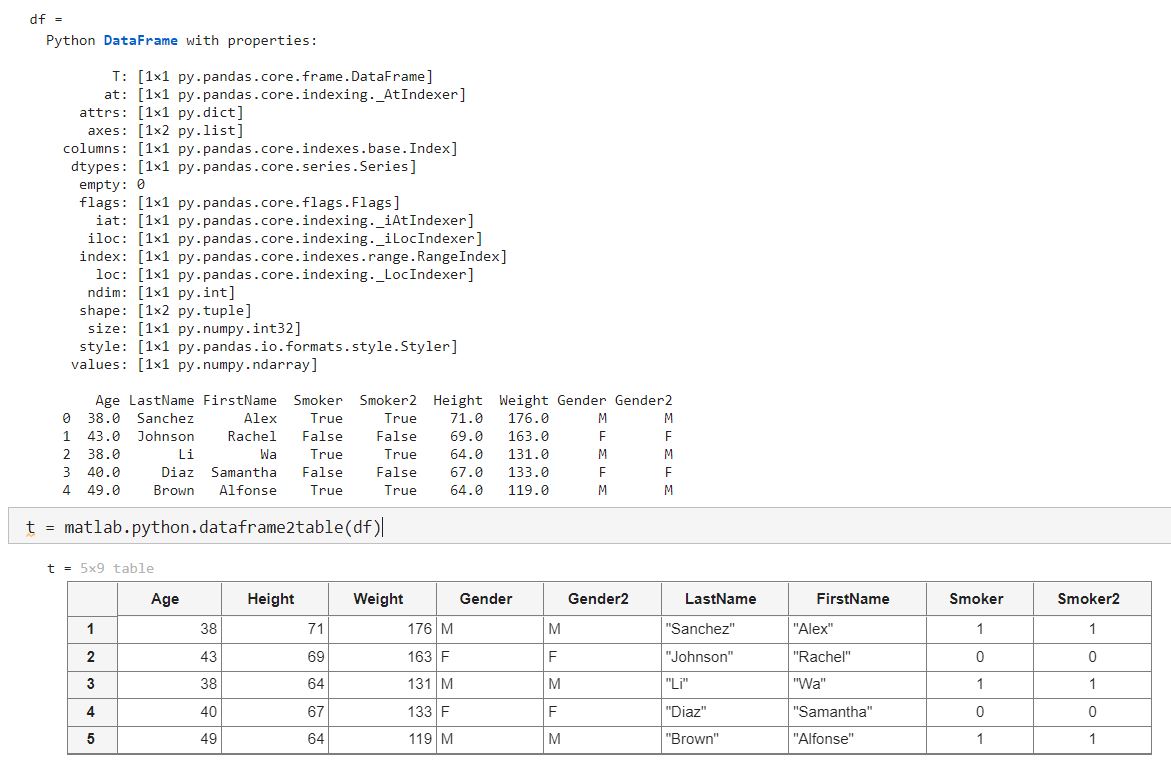 df =
Python DataFrame with properties:
T: [1×1 py.pandas.core.frame.DataFrame]
at: [1×1 py.pandas.core.indexing._AtIndexer]
attrs: [1×1 py.dict]
axes: [1×2 py.list]
columns: [1×1 py.pandas.core.indexes.base.Index]
dtypes: [1×1 py.pandas.core.series.Series]
empty: 0
flags: [1×1 py.pandas.core.flags.Flags]
iat: [1×1 py.pandas.core.indexing._iAtIndexer]
iloc: [1×1 py.pandas.core.indexing._iLocIndexer]
index: [1×1 py.pandas.core.indexes.range.RangeIndex]
loc: [1×1 py.pandas.core.indexing._LocIndexer]
ndim: [1×1 py.int]
shape: [1×2 py.tuple]
size: [1×1 py.numpy.int32]
style: [1×1 py.pandas.io.formats.style.Styler]
values: [1×1 py.numpy.ndarray]
Age LastName FirstName Smoker Smoker2 Height Weight Gender Gender2
0 38.0 Sanchez Alex True True 71.0 176.0 M M
1 43.0 Johnson Rachel False False 69.0 163.0 F F
2 38.0 Li Wa True True 64.0 131.0 M M
3 40.0 Diaz Samantha False False 67.0 133.0 F F
4 49.0 Brown Alfonse True True 64.0 119.0 M M
t = matlab.python.dataframe2table(df)
t = 5×9 table
Age Height Weight Gender Gender2 LastName FirstName Smoker Smoker2
1 38 71 176 M M "Sanchez" "Alex" 1 1
2 43 69 163 F F "Johnson" "Rachel" 0 0
3 38 64 131 M M "Li" "Wa" 1 1
4 40 67 133 F F "Diaz" "Samantha" 0 0
5 49 64 119 M M "Brown" "Alfonse" 1 1